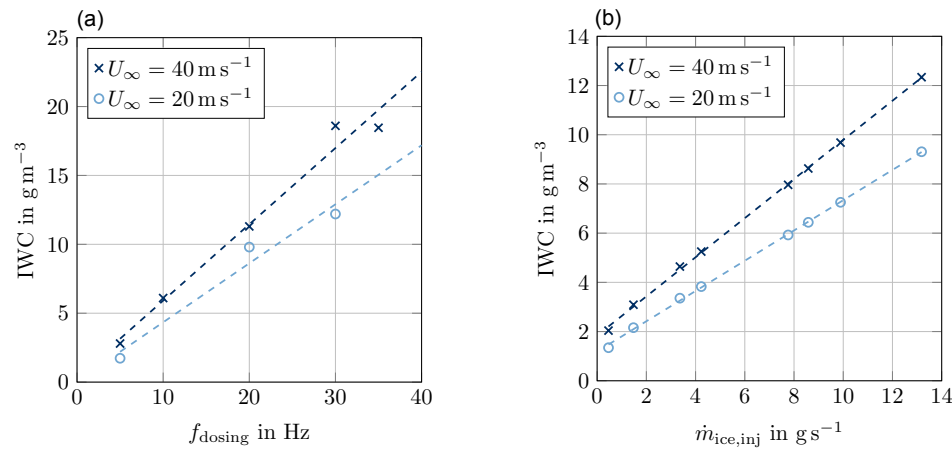 (a)
25
20
15
10
5
0
0 10 20 30 40
IWC in g m⁻³
f_dosing in Hz
U∞ = 40 m s⁻¹
U∞ = 20 m s⁻¹
(b)
14
12
10
8
6
4
2
0
0 2 4 6 8 10 12 14
IWC in g m⁻³
ṁ_ice,inj in g s⁻¹
U∞ = 40 m s⁻¹
U∞ = 20 m s⁻¹